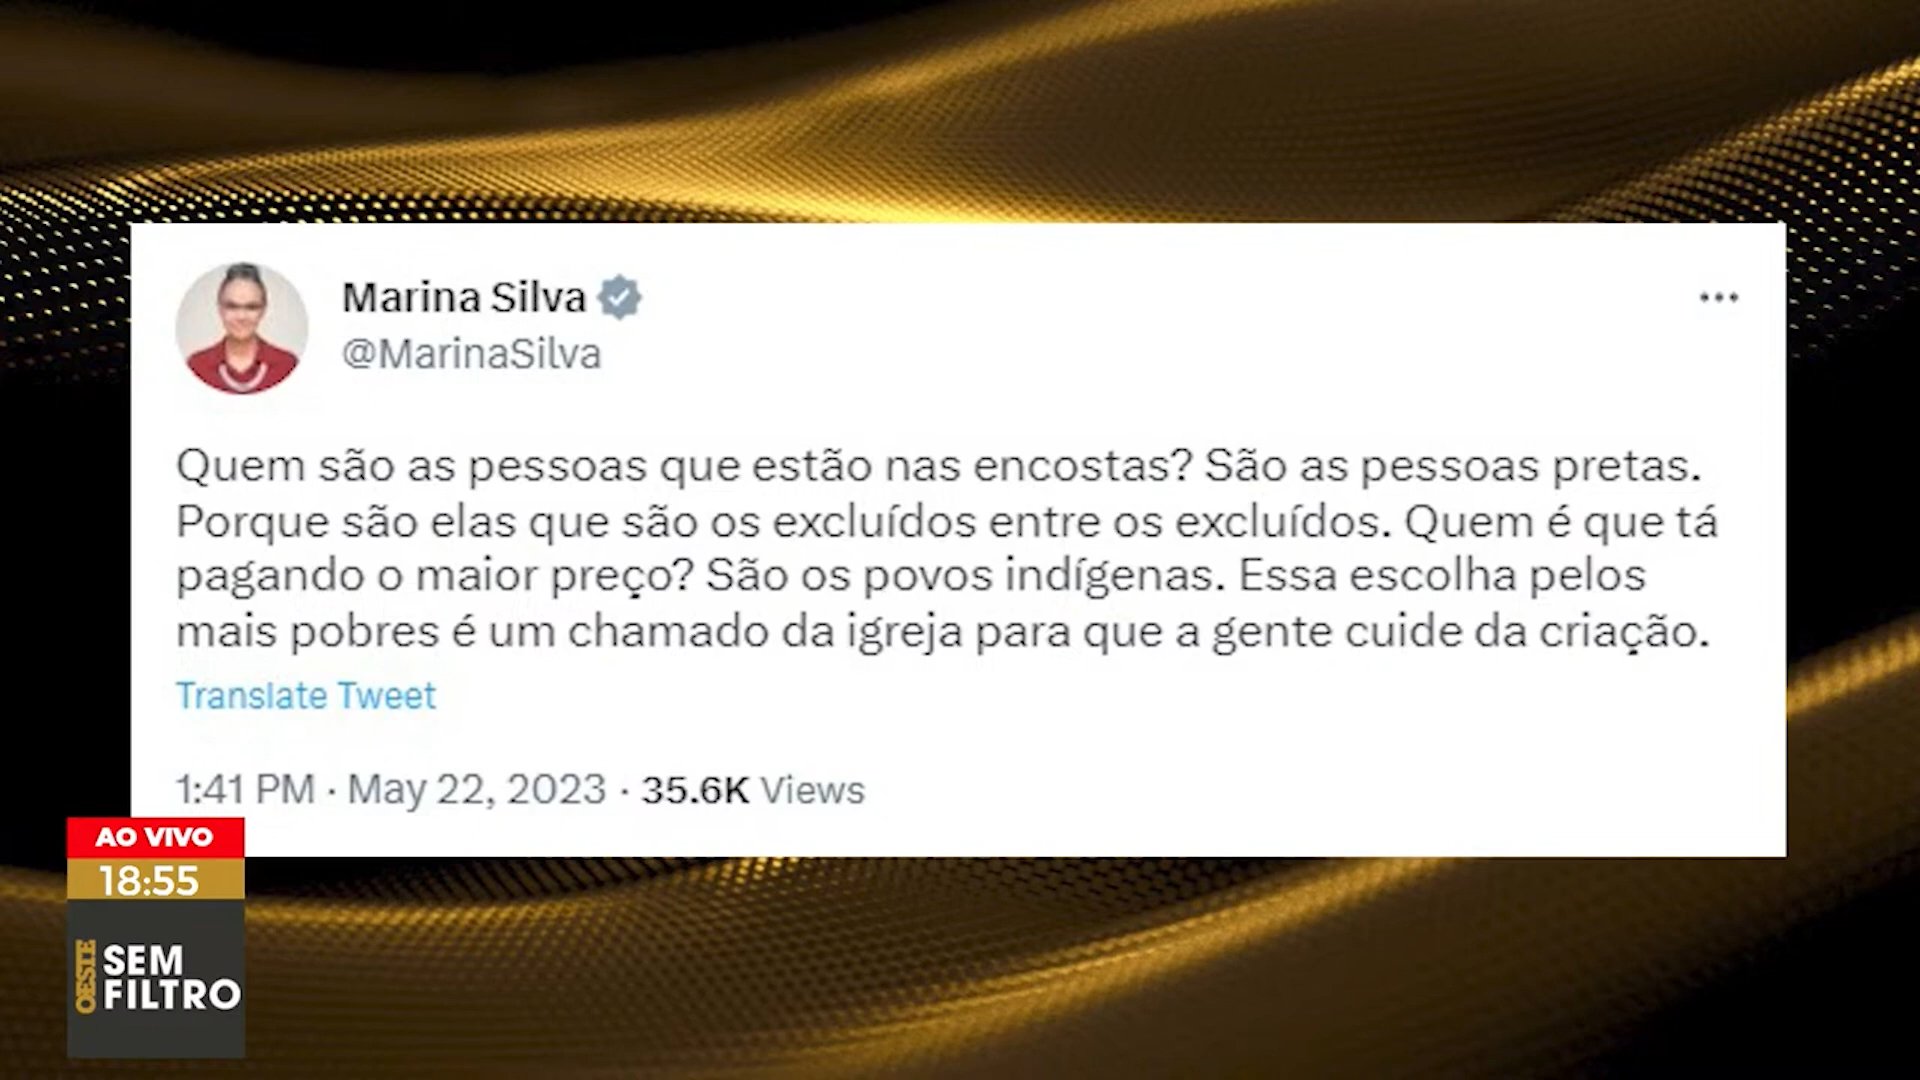 Marina Silva
@MarinaSilva
Quem são as pessoas que estão nas encostas? São as pessoas pretas.
Porque são elas que são os excluídos entre os excluídos. Quem é que tá
pagando o maior preço? São os povos indígenas. Essa escolha pelos
mais pobres é um chamado da igreja para que a gente cuide da criação.
Translate Tweet
1:41 PM · May 22, 2023 · 35.6K Views
AO VIVO
18:55
OESTE
SEM
FILTRO